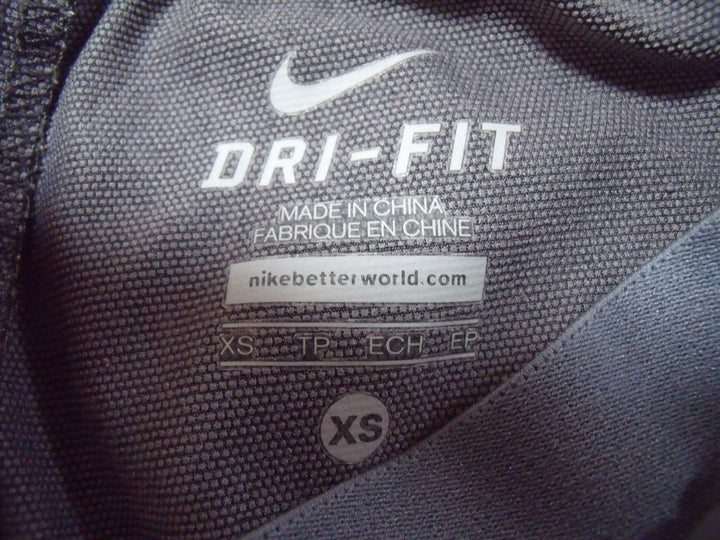 DRI-FIT
MADE IN CHINA
FABRIQUE EN CHINE
nikebetterworld.com
XS TP ECH EP
XS